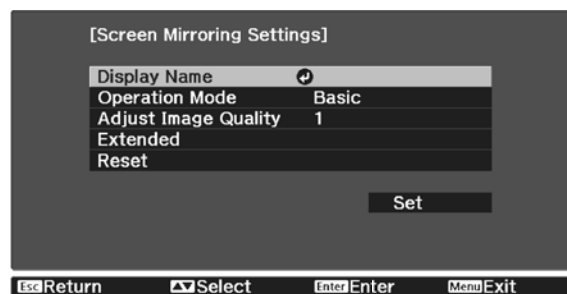 [Screen Mirroring Settings]
Display Name
Operation Mode Basic
Adjust Image Quality 1
Extended
Reset
Set
Esc Return Select Enter Enter Menu Exit